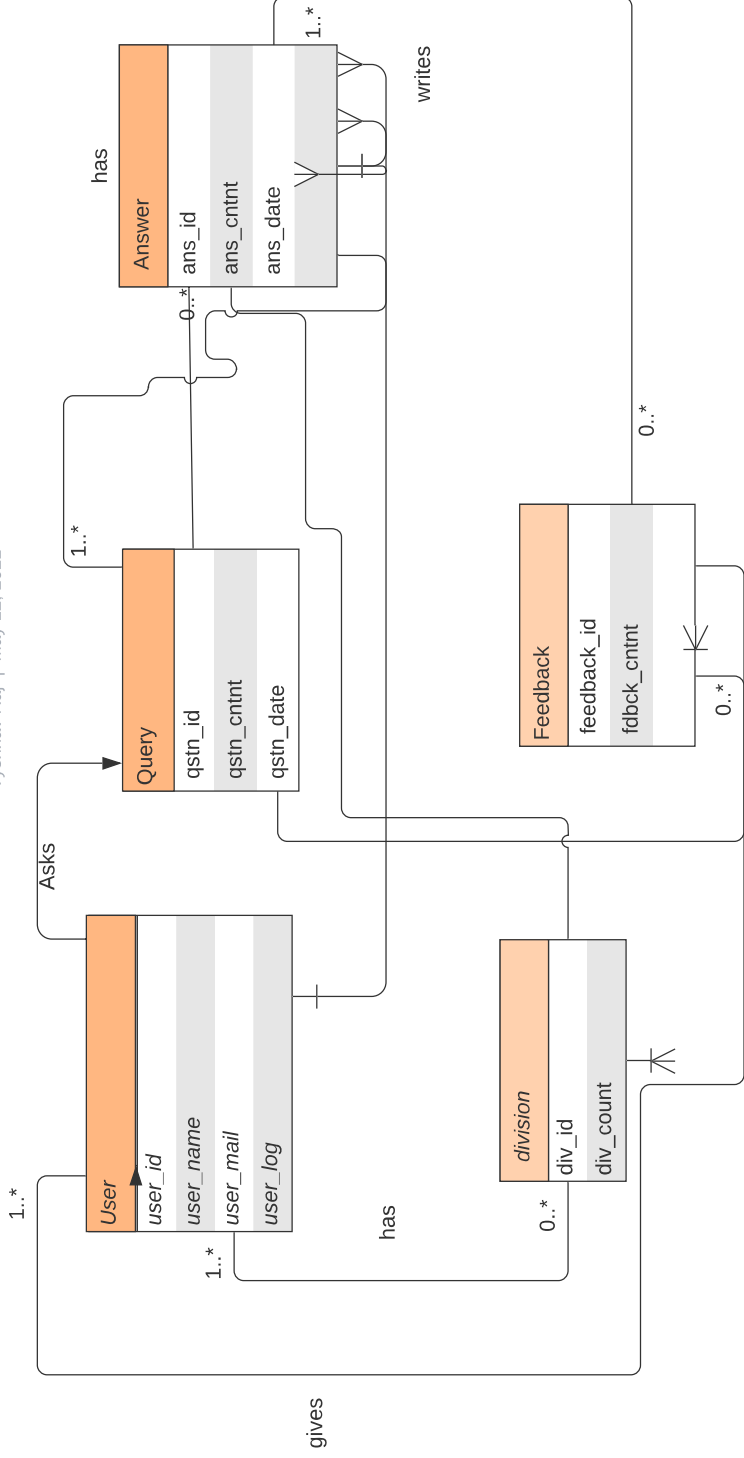 User
user_id
user_name
user_mail
user_log
Query
qstn_id
qstn_cntnt
qstn_date
Answer
ans_id
ans_cntnt
ans_date
division
div_id
div_count
Feedback
feedback_id
fdbck_cntnt
Asks
has
writes
has
gives
1..*
1..*
1..*
0..*
1..*
0..*
0..*
0..*